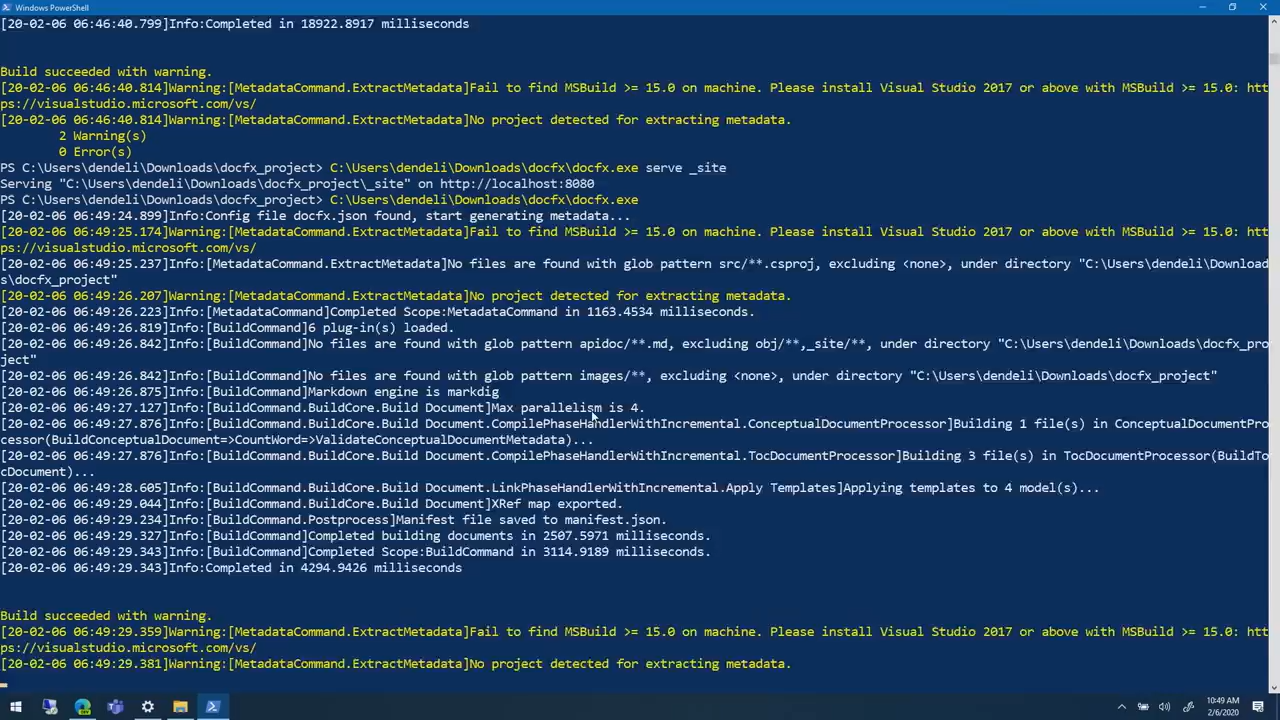 Windows PowerShell
[20-02-06 06:46:40.799]Info:Completed in 18922.8917 milliseconds
Build succeeded with warning.
[20-02-06 06:46:40.814]Warning:[MetadataCommand.ExtractMetadata]Fail to find MSBuild >= 15.0 on machine. Please install Visual Studio 2017 or above with MSBuild >= 15.0: htt
ps://visualstudio.microsoft.com/vs/
[20-02-06 06:46:40.814]Warning:[MetadataCommand.ExtractMetadata]No project detected for extracting metadata.
2 Warning(s)
0 Error(s)
PS C:\Users\dendeli\Downloads\docfx_project> C:\Users\dendeli\Downloads\docfx\docfx.exe serve _site
Serving "C:\Users\dendeli\Downloads\docfx_project\_site" on http://localhost:8080
PS C:\Users\dendeli\Downloads\docfx_project> C:\Users\dendeli\Downloads\docfx\docfx.exe
[20-02-06 06:49:24.899]Info:Config file docfx.json found, start generating metadata...
[20-02-06 06:49:25.174]Warning:[MetadataCommand.ExtractMetadata]Fail to find MSBuild >= 15.0 on machine. Please install Visual Studio 2017 or above with MSBuild >= 15.0: htt
ps://visualstudio.microsoft.com/vs/
[20-02-06 06:49:25.237]Info:[MetadataCommand.ExtractMetadata]No files are found with glob pattern src/**.csproj, excluding <none>, under directory "C:\Users\dendeli\Download
s\docfx_project"
[20-02-06 06:49:26.207]Warning:[MetadataCommand.ExtractMetadata]No project detected for extracting metadata.
[20-02-06 06:49:26.223]Info:[MetadataCommand]Completed Scope:MetadataCommand in 1163.4534 milliseconds.
[20-02-06 06:49:26.819]Info:[BuildCommand]6 plug-in(s) loaded.
[20-02-06 06:49:26.842]Info:[BuildCommand]No files are found with glob pattern apidoc/**.md, excluding obj/**,_site/**, under directory "C:\Users\dendeli\Downloads\docfx_pro
ject"
[20-02-06 06:49:26.842]Info:[BuildCommand]No files are found with glob pattern images/**, excluding <none>, under directory "C:\Users\dendeli\Downloads\docfx_project"
[20-02-06 06:49:26.875]Info:[BuildCommand]Markdown engine is markdig
[20-02-06 06:49:27.127]Info:[BuildCommand.BuildCore.Build Document]Max parallelism is 4.
[20-02-06 06:49:27.876]Info:[BuildCommand.BuildCore.Build Document.CompilePhaseHandlerWithIncremental.ConceptualDocumentProcessor]Building 1 file(s) in ConceptualDocumentPro
cessor(BuildConceptualDocument=>CountWord=>ValidateConceptualDocumentMetadata)...
[20-02-06 06:49:27.876]Info:[BuildCommand.BuildCore.Build Document.CompilePhaseHandlerWithIncremental.TocDocumentProcessor]Building 3 file(s) in TocDocumentProcessor(BuildTo
cDocument)...
[20-02-06 06:49:28.605]Info:[BuildCommand.BuildCore.Build Document.LinkPhaseHandlerWithIncremental.Apply Templates]Applying templates to 4 model(s)...
[20-02-06 06:49:29.044]Info:[BuildCommand.BuildCore.Build Document]XRef map exported.
[20-02-06 06:49:29.234]Info:[BuildCommand.Postprocess]Manifest file saved to manifest.json.
[20-02-06 06:49:29.327]Info:Completed building documents in 2507.5971 milliseconds.
[20-02-06 06:49:29.343]Info:[BuildCommand]Completed Scope:BuildCommand in 3114.9189 milliseconds.
[20-02-06 06:49:29.343]Info:Completed in 4294.9426 milliseconds
Build succeeded with warning.
[20-02-06 06:49:29.359]Warning:[MetadataCommand.ExtractMetadata]Fail to find MSBuild >= 15.0 on machine. Please install Visual Studio 2017 or above with MSBuild >= 15.0: htt
ps://visualstudio.microsoft.com/vs/
[20-02-06 06:49:29.381]Warning:[MetadataCommand.ExtractMetadata]No project detected for extracting metadata.
10:49 AM
2/6/2020